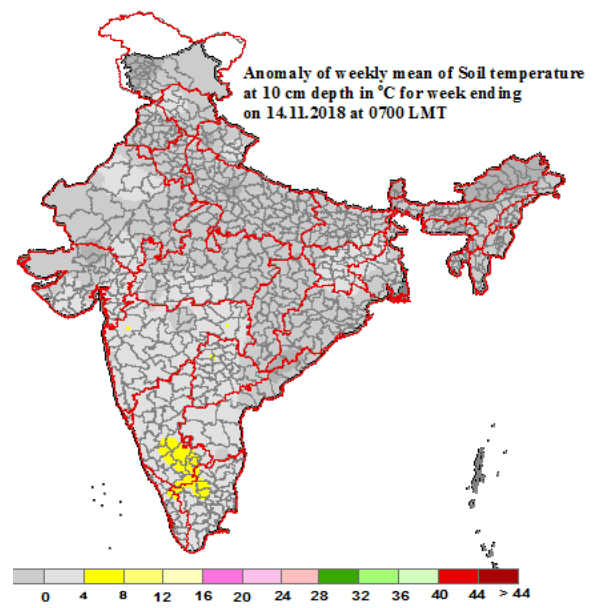 Anomaly of weekly mean of Soil temperature
at 10 cm depth in °C for week ending
on 14.11.2018 at 0700 LMT
0 4 8 12 16 20 24 28 32 36 40 44 > 44